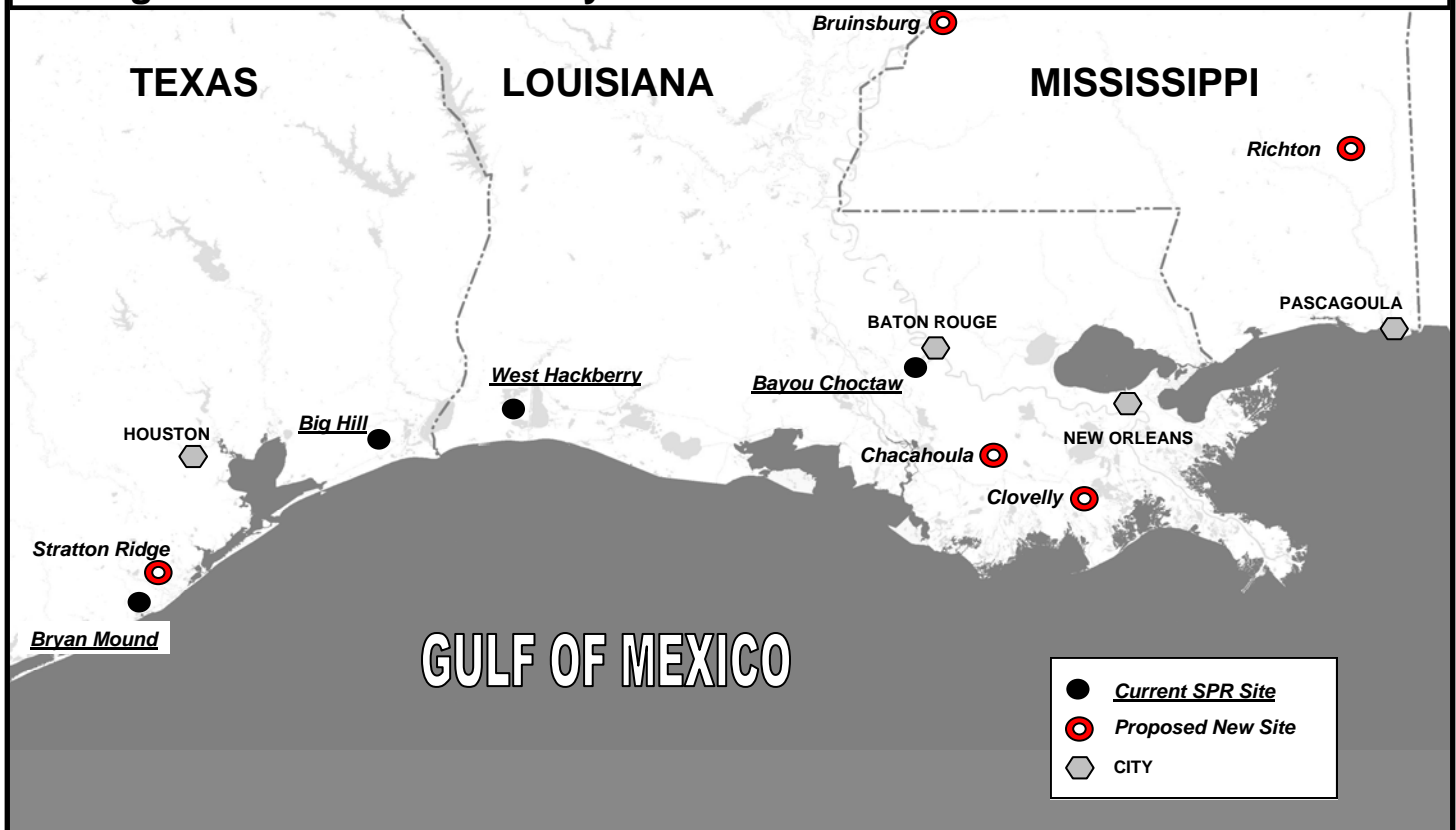 Bruinsburg
TEXAS
LOUISIANA
MISSISSIPPI
Richton
PASCAGOULA
BATON ROUGE
West Hackberry
Bayou Choctaw
Big Hill
HOUSTON
NEW ORLEANS
Chacahoula
Clovelly
Stratton Ridge
Bryan Mound
GULF OF MEXICO
Current SPR Site
Proposed New Site
CITY